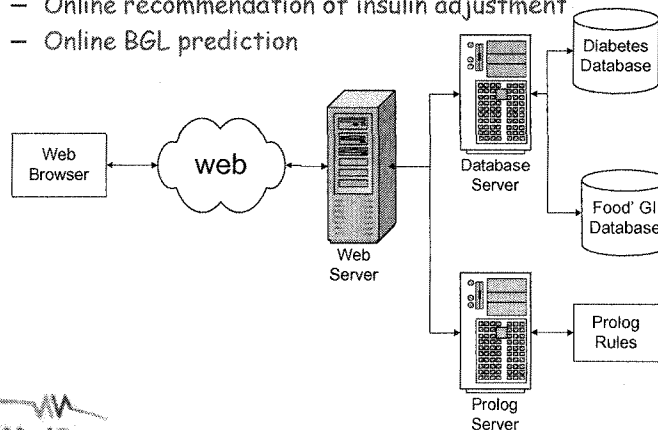 – Online recommendation of insulin adjustment
– Online BGL prediction
Diabetes
Database
Web
Browser
web
Database
Server
Food' GI
Database
Web
Server
Prolog
Rules
Prolog
Server